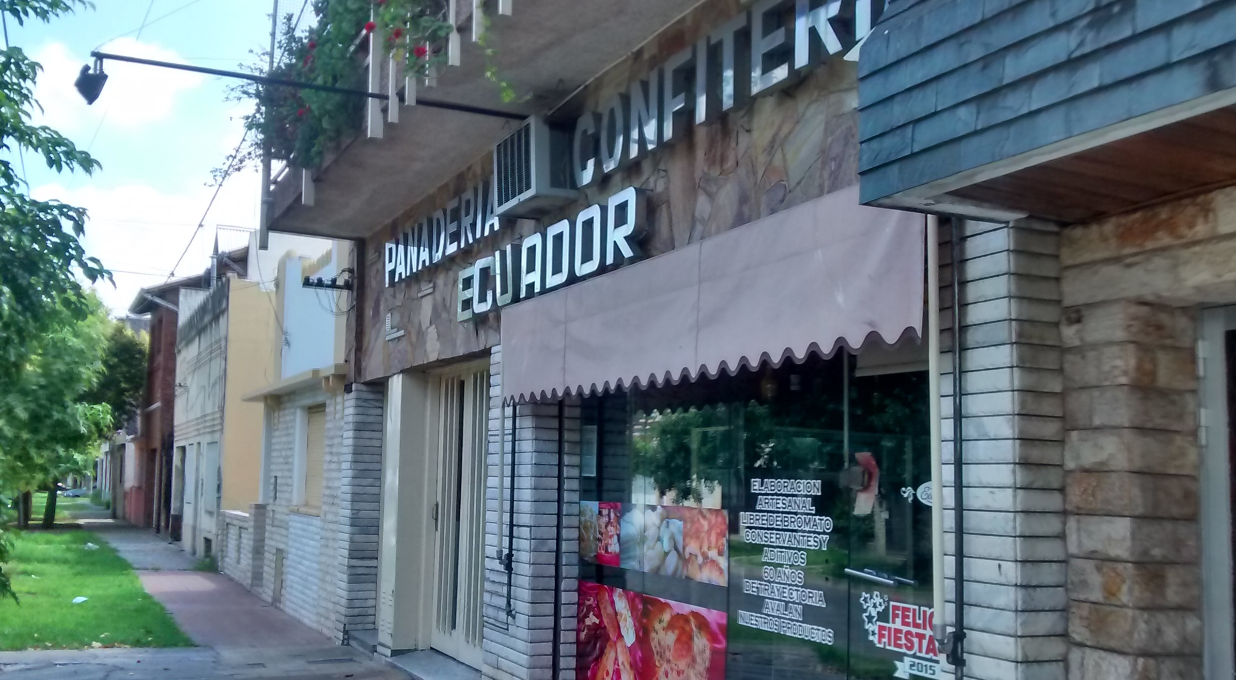 PANADERIA CONFITERI
ECUADOR
ELABORACION
ARTESANAL
LIBRE DE BROMATO
CONSERVANTES Y
ADITIVOS
60 AÑOS
DE TRAYECTORIA
AVALAN
NUESTROS PRODUCTOS
FELIC
FIESTA
2015